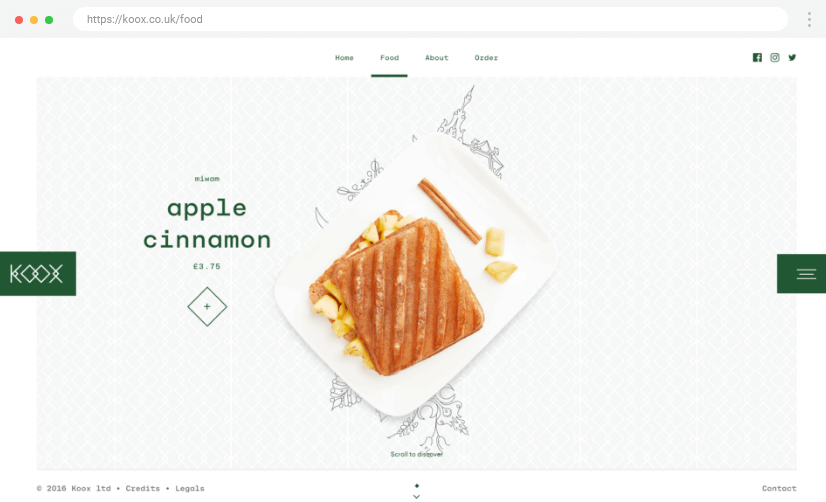 https://koox.co.uk/food
Home Food About Order
miwam
apple
cinnamon
£3.75
+
KOOX
Scroll to discover
© 2016 Koox ltd • Credits • Legals
Contact